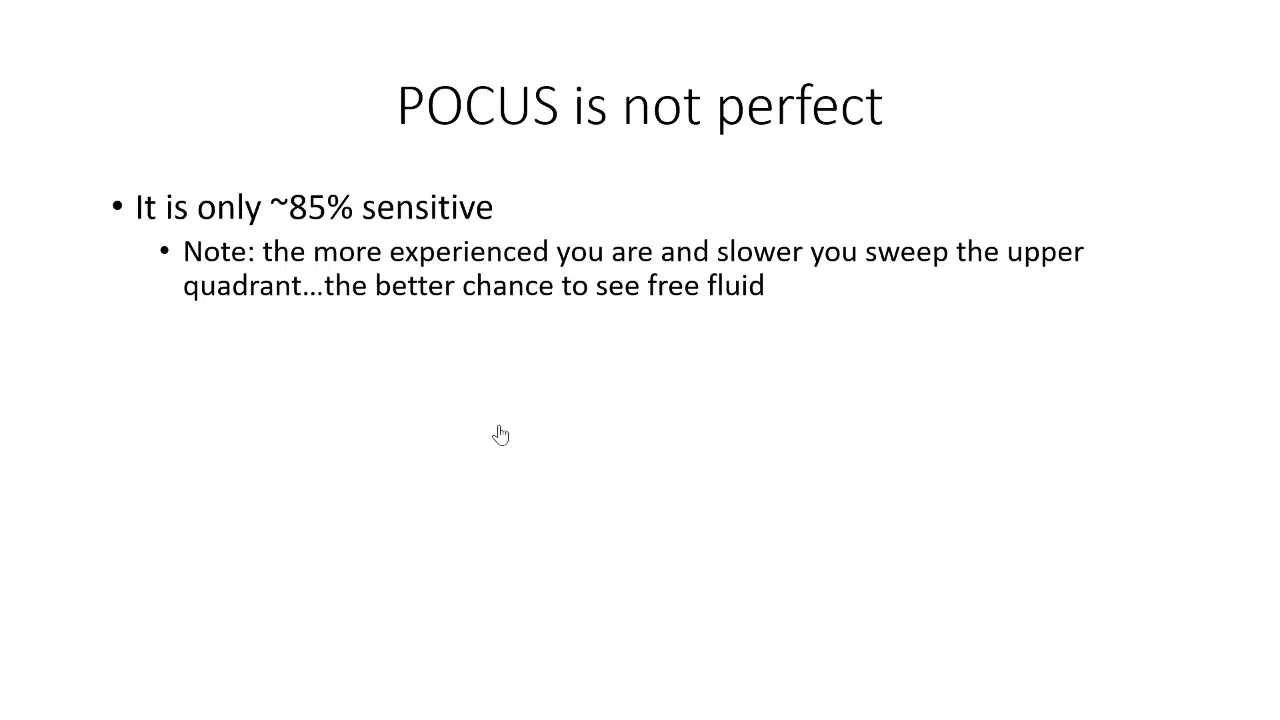 POCUS is not perfect
• It is only ~85% sensitive
• Note: the more experienced you are and slower you sweep the upper
quadrant…the better chance to see free fluid